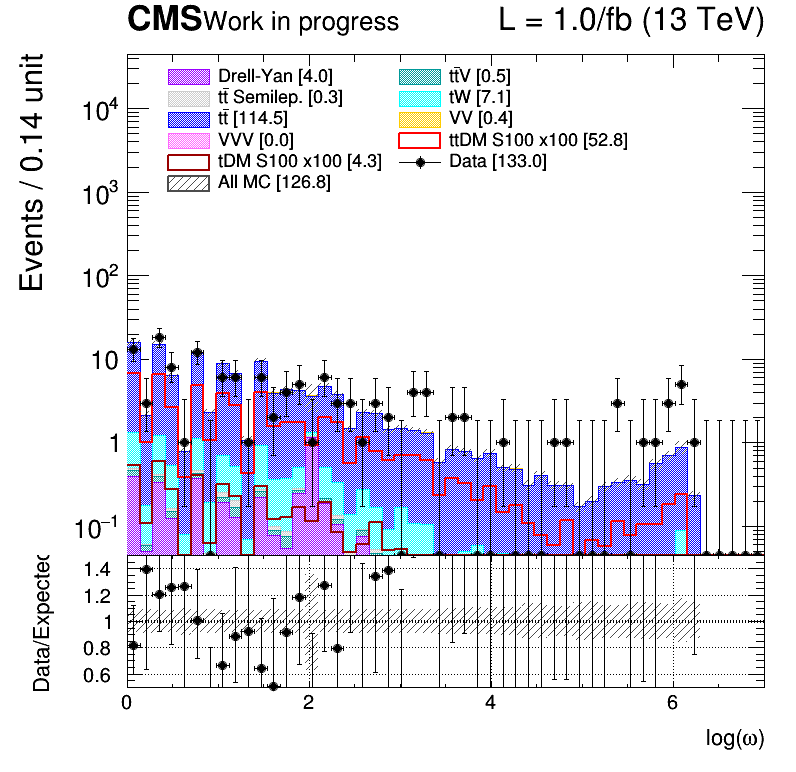 CMS Work in progress L = 1.0/fb (13 TeV)
Drell-Yan [4.0] tt̄V [0.5]
tt̄ Semilep. [0.3] tW [7.1]
tt̄ [114.5] VV [0.4]
VVV [0.0] ttDM S100 x100 [52.8]
tDM S100 x100 [4.3] Data [133.0]
All MC [126.8]
Events / 0.14 unit
10⁴
10³
10²
10
1
10⁻¹
Data/Expected
1.4
1.2
1
0.8
0.6
0 2 4 6
log(ω)